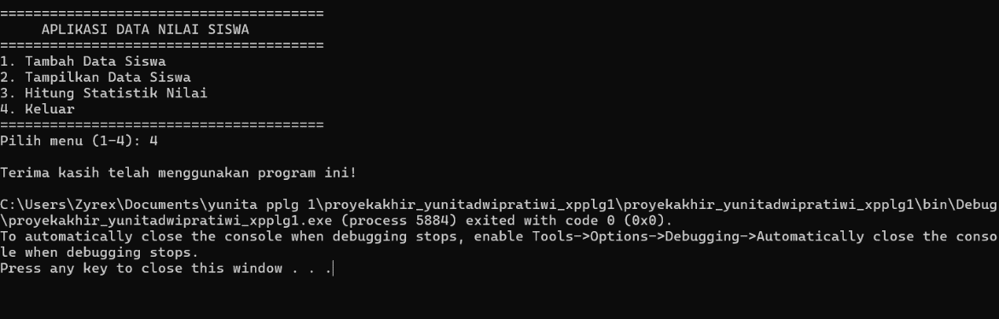 =======================================
APLIKASI DATA NILAI SISWA
=======================================
1. Tambah Data Siswa
2. Tampilkan Data Siswa
3. Hitung Statistik Nilai
4. Keluar
=======================================
Pilih menu (1-4): 4
Terima kasih telah menggunakan program ini!
C:\Users\Zyrex\Documents\yunita pplg 1\proyekakhir_yunitadwipratiwi_xpplg1\proyekakhir_yunitadwipratiwi_xpplg1\bin\Debug
\proyekakhir_yunitadwipratiwi_xpplg1.exe (process 5884) exited with code 0 (0x0).
To automatically close the console when debugging stops, enable Tools->Options->Debugging->Automatically close the conso
le when debugging stops.
Press any key to close this window . . .